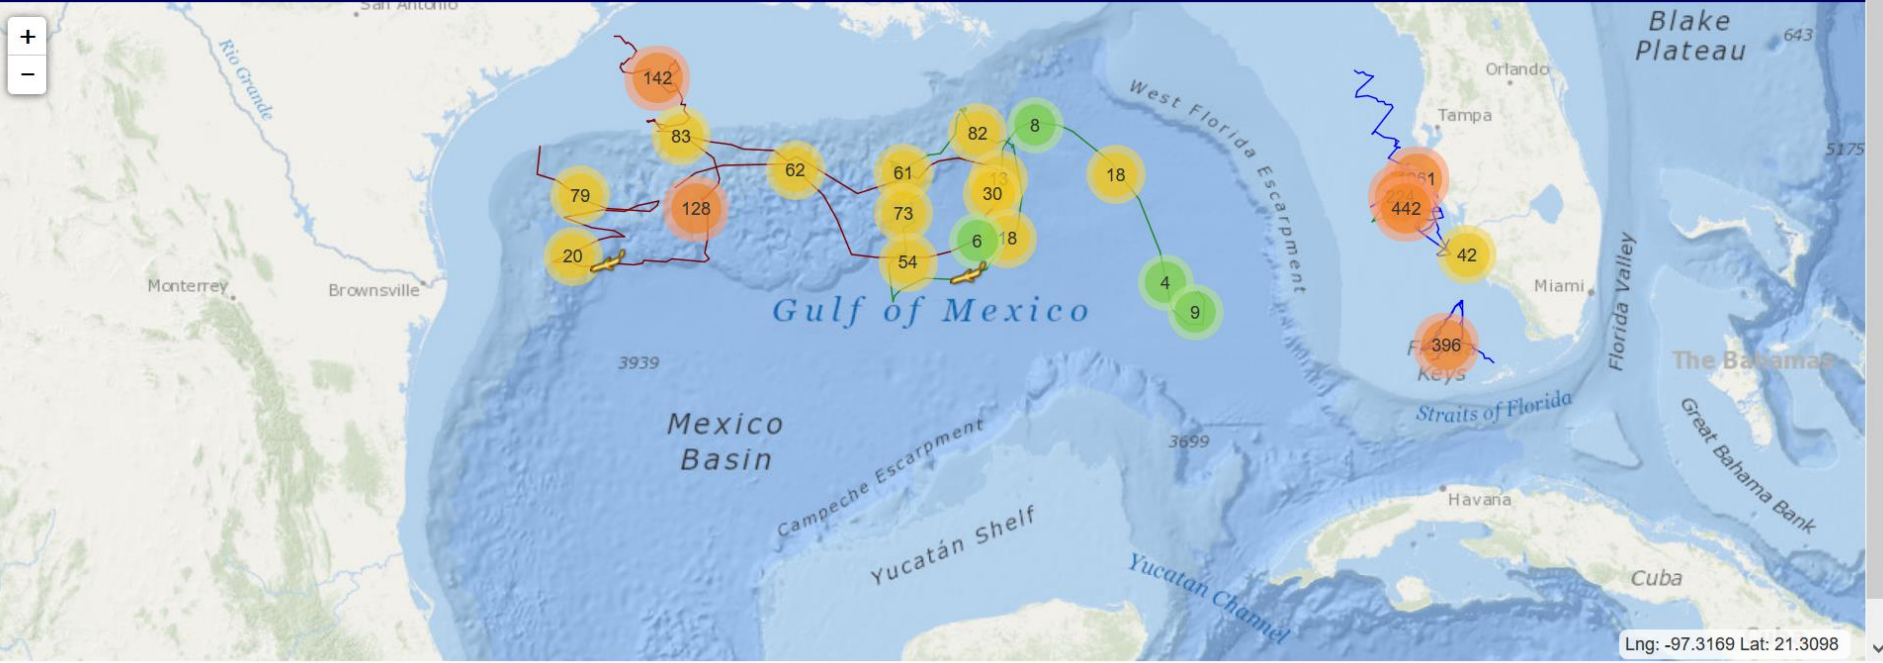 San Antonio
+
−
Rio Grande
Monterrey
Brownsville
142
83
79
128
20
62
61
73
54
82
13
30
6
18
8
18
4
9
West Florida Escarpment
Gulf of Mexico
3939
Mexico
Basin
Campeche Escarpment
Yucatán Shelf
3699
Yucatan Channel
Blake
Plateau
643
Orlando
Tampa
5175
442
42
Miami
396
Keys
Florida Valley
The Bahamas
Straits of Florida
Great Bahama Bank
Havana
Cuba
Lng: -97.3169 Lat: 21.3098